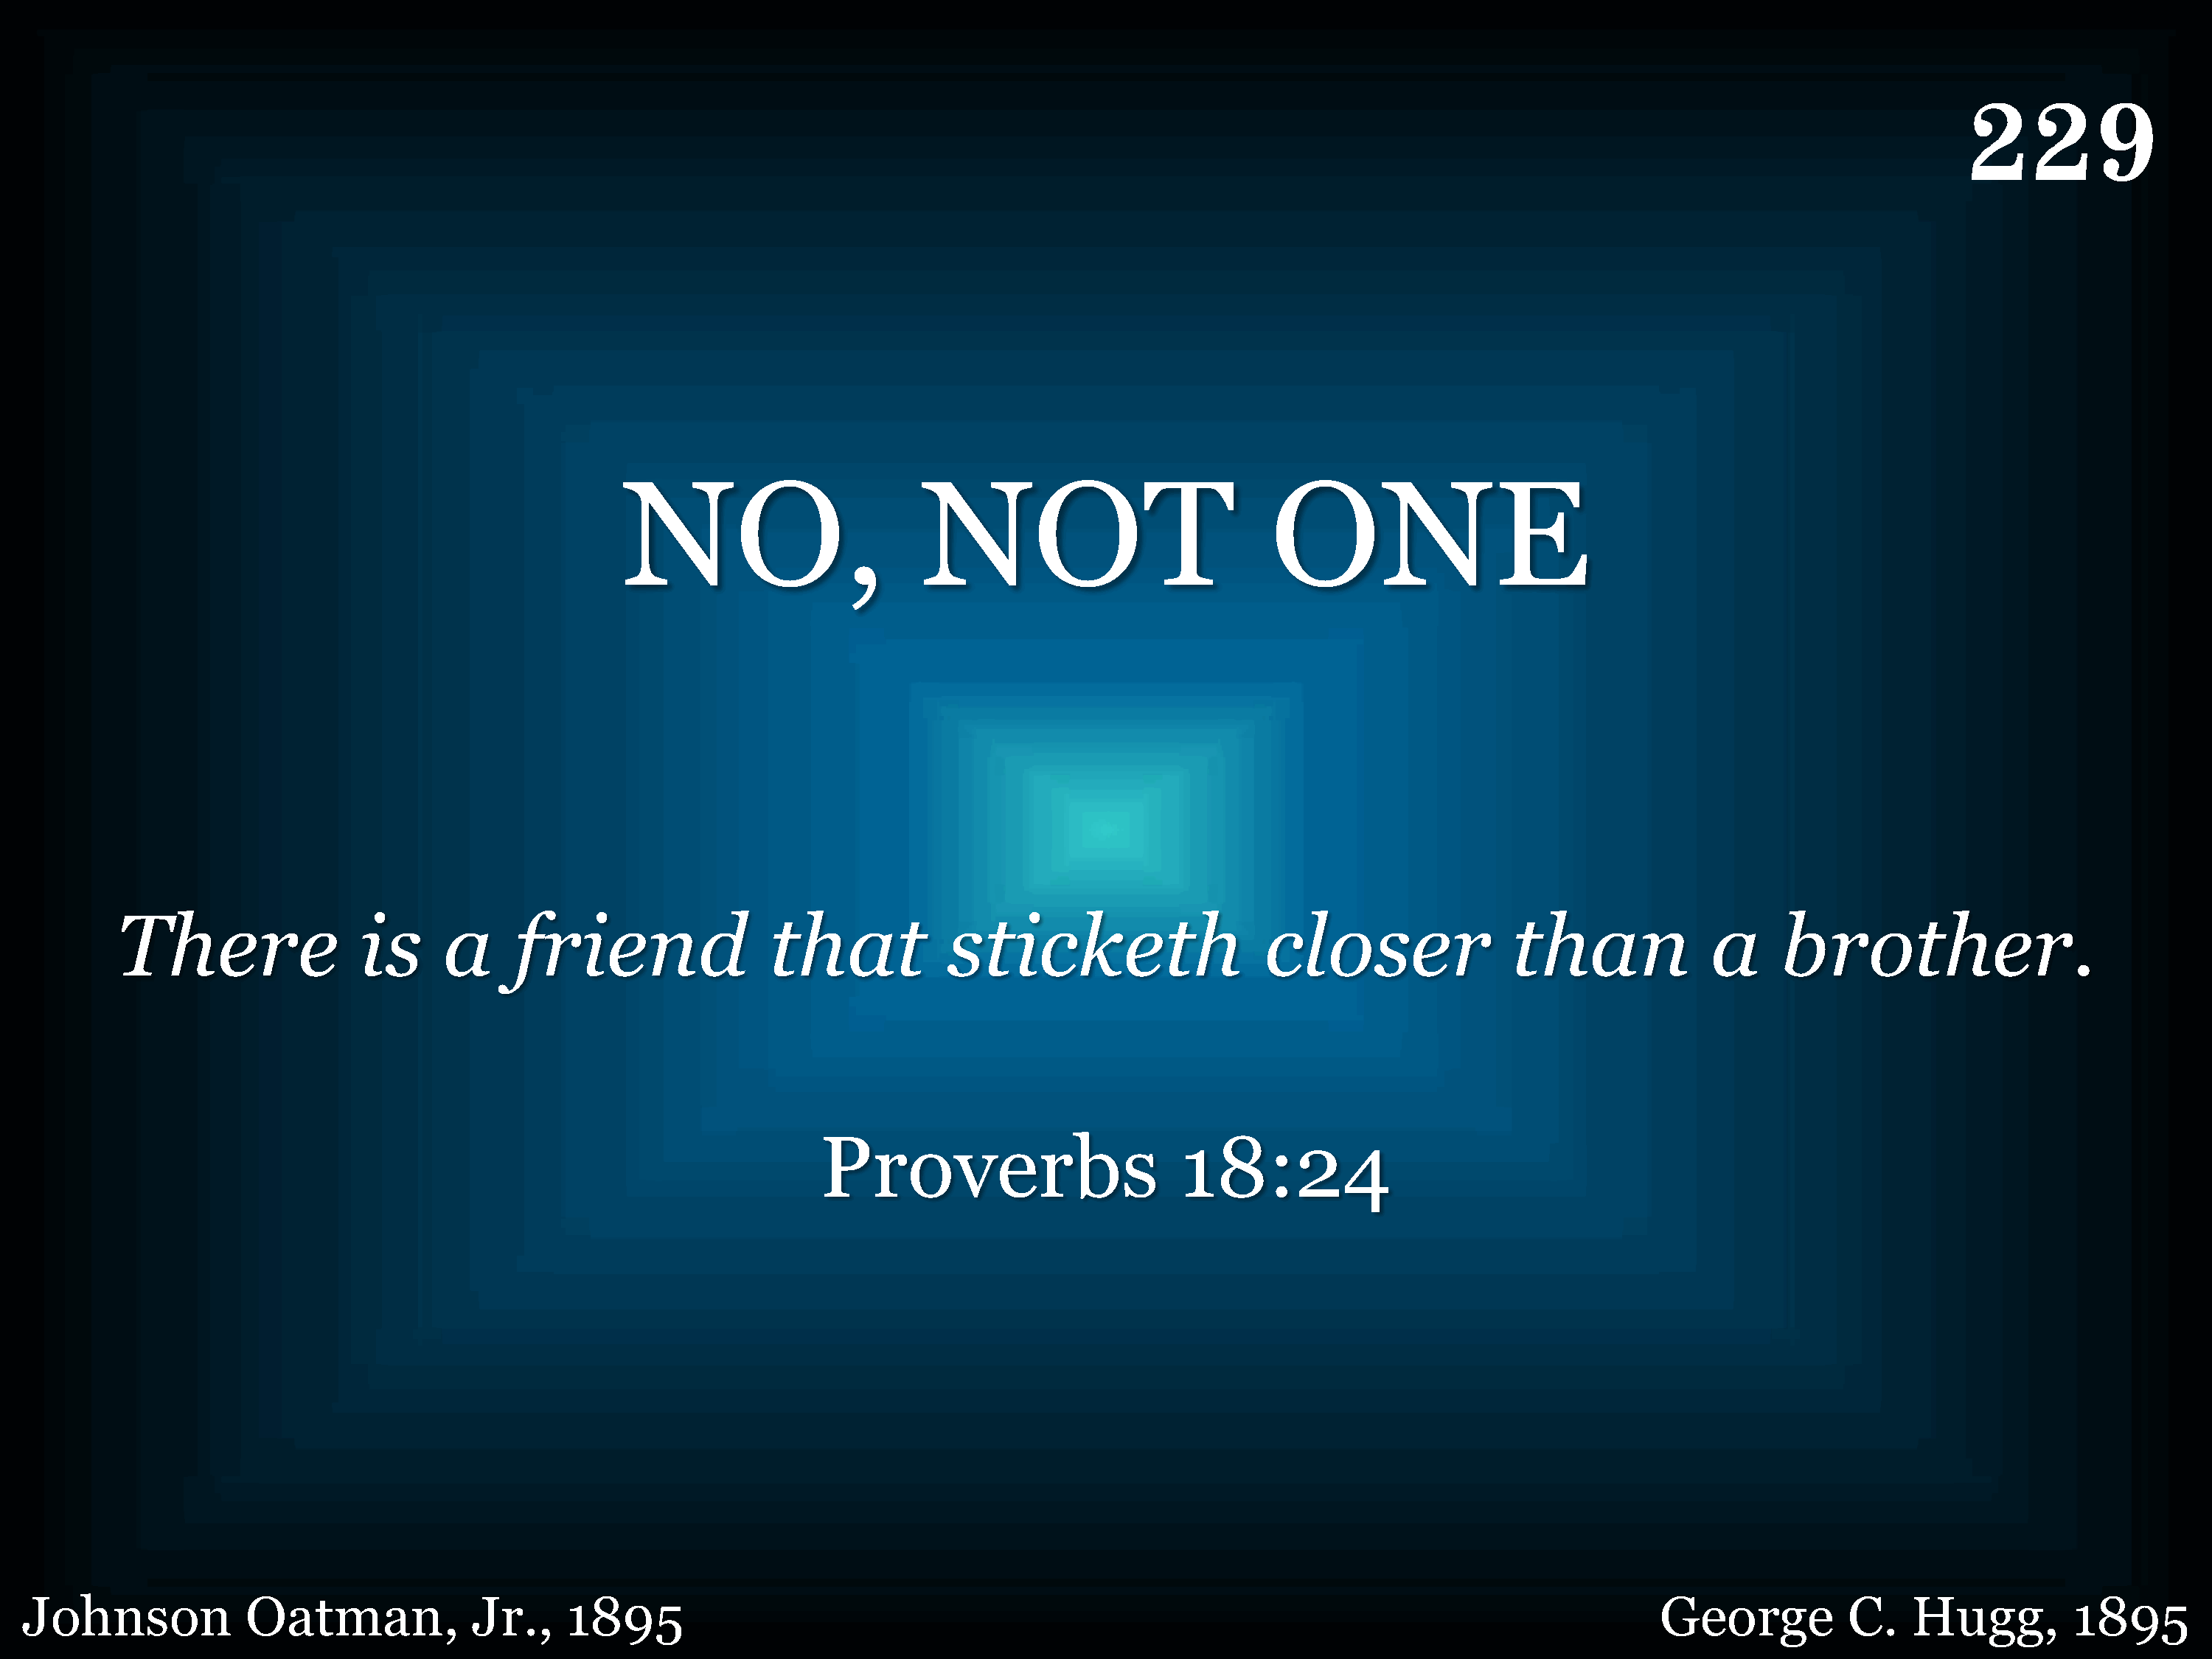 229
NO, NOT ONE
There is a friend that sticketh closer than a brother.
Proverbs 18:24
Johnson Oatman, Jr., 1895
George C. Hugg, 1895